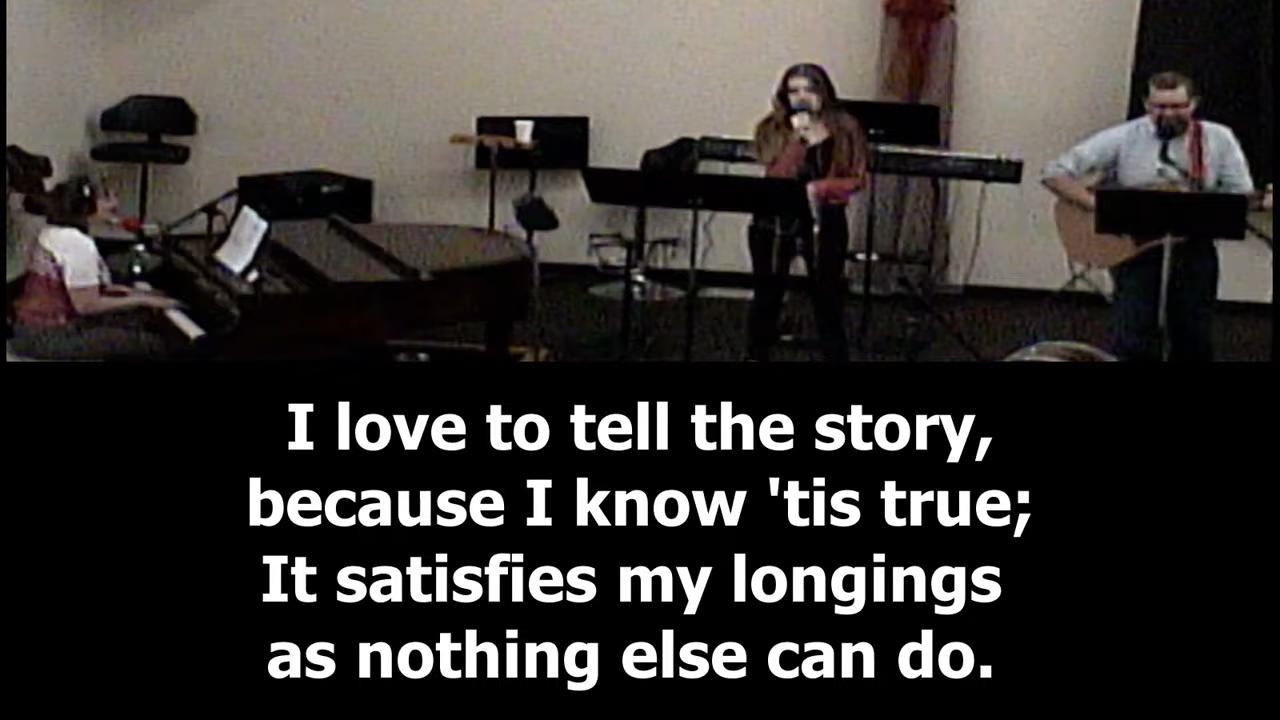 I love to tell the story,
because I know 'tis true;
It satisfies my longings
as nothing else can do.